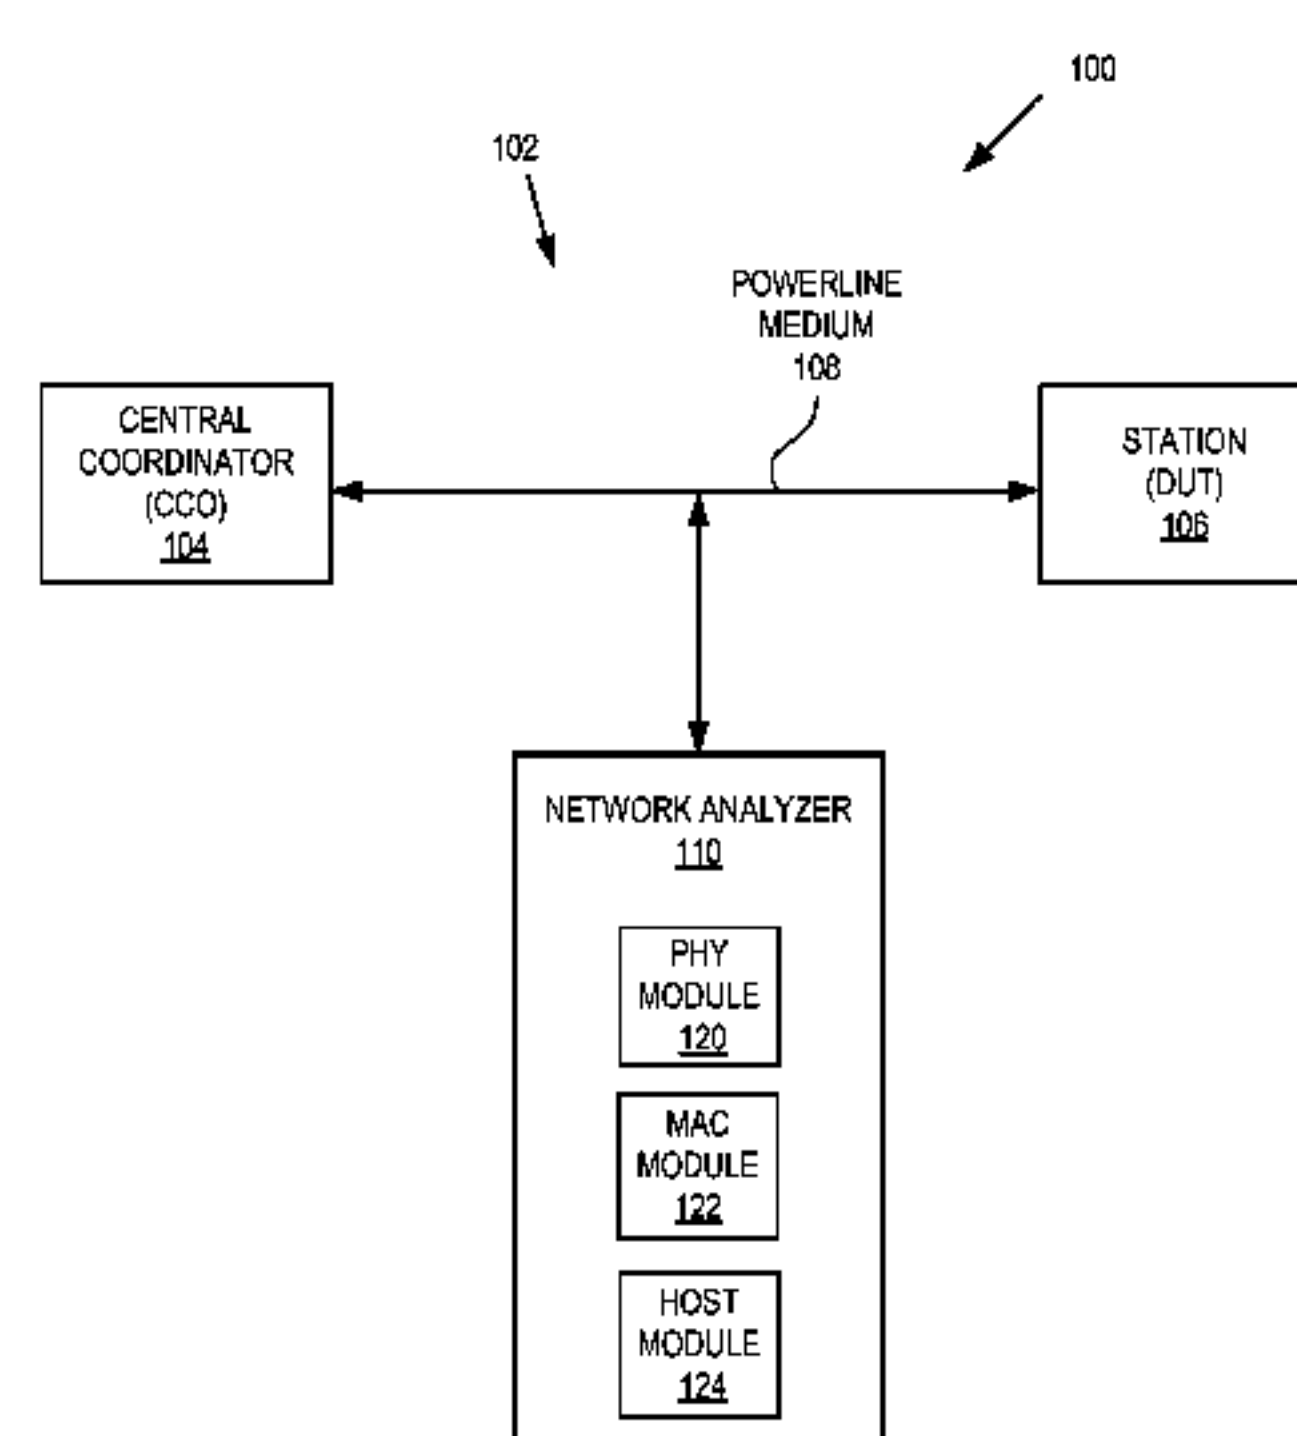 100
102
POWERLINE
MEDIUM
108
CENTRAL
COORDINATOR
(CCO)
104
STATION
(DUT)
106
NETWORK ANALYZER
110
PHY
MODULE
120
MAC
MODULE
122
HOST
MODULE
124